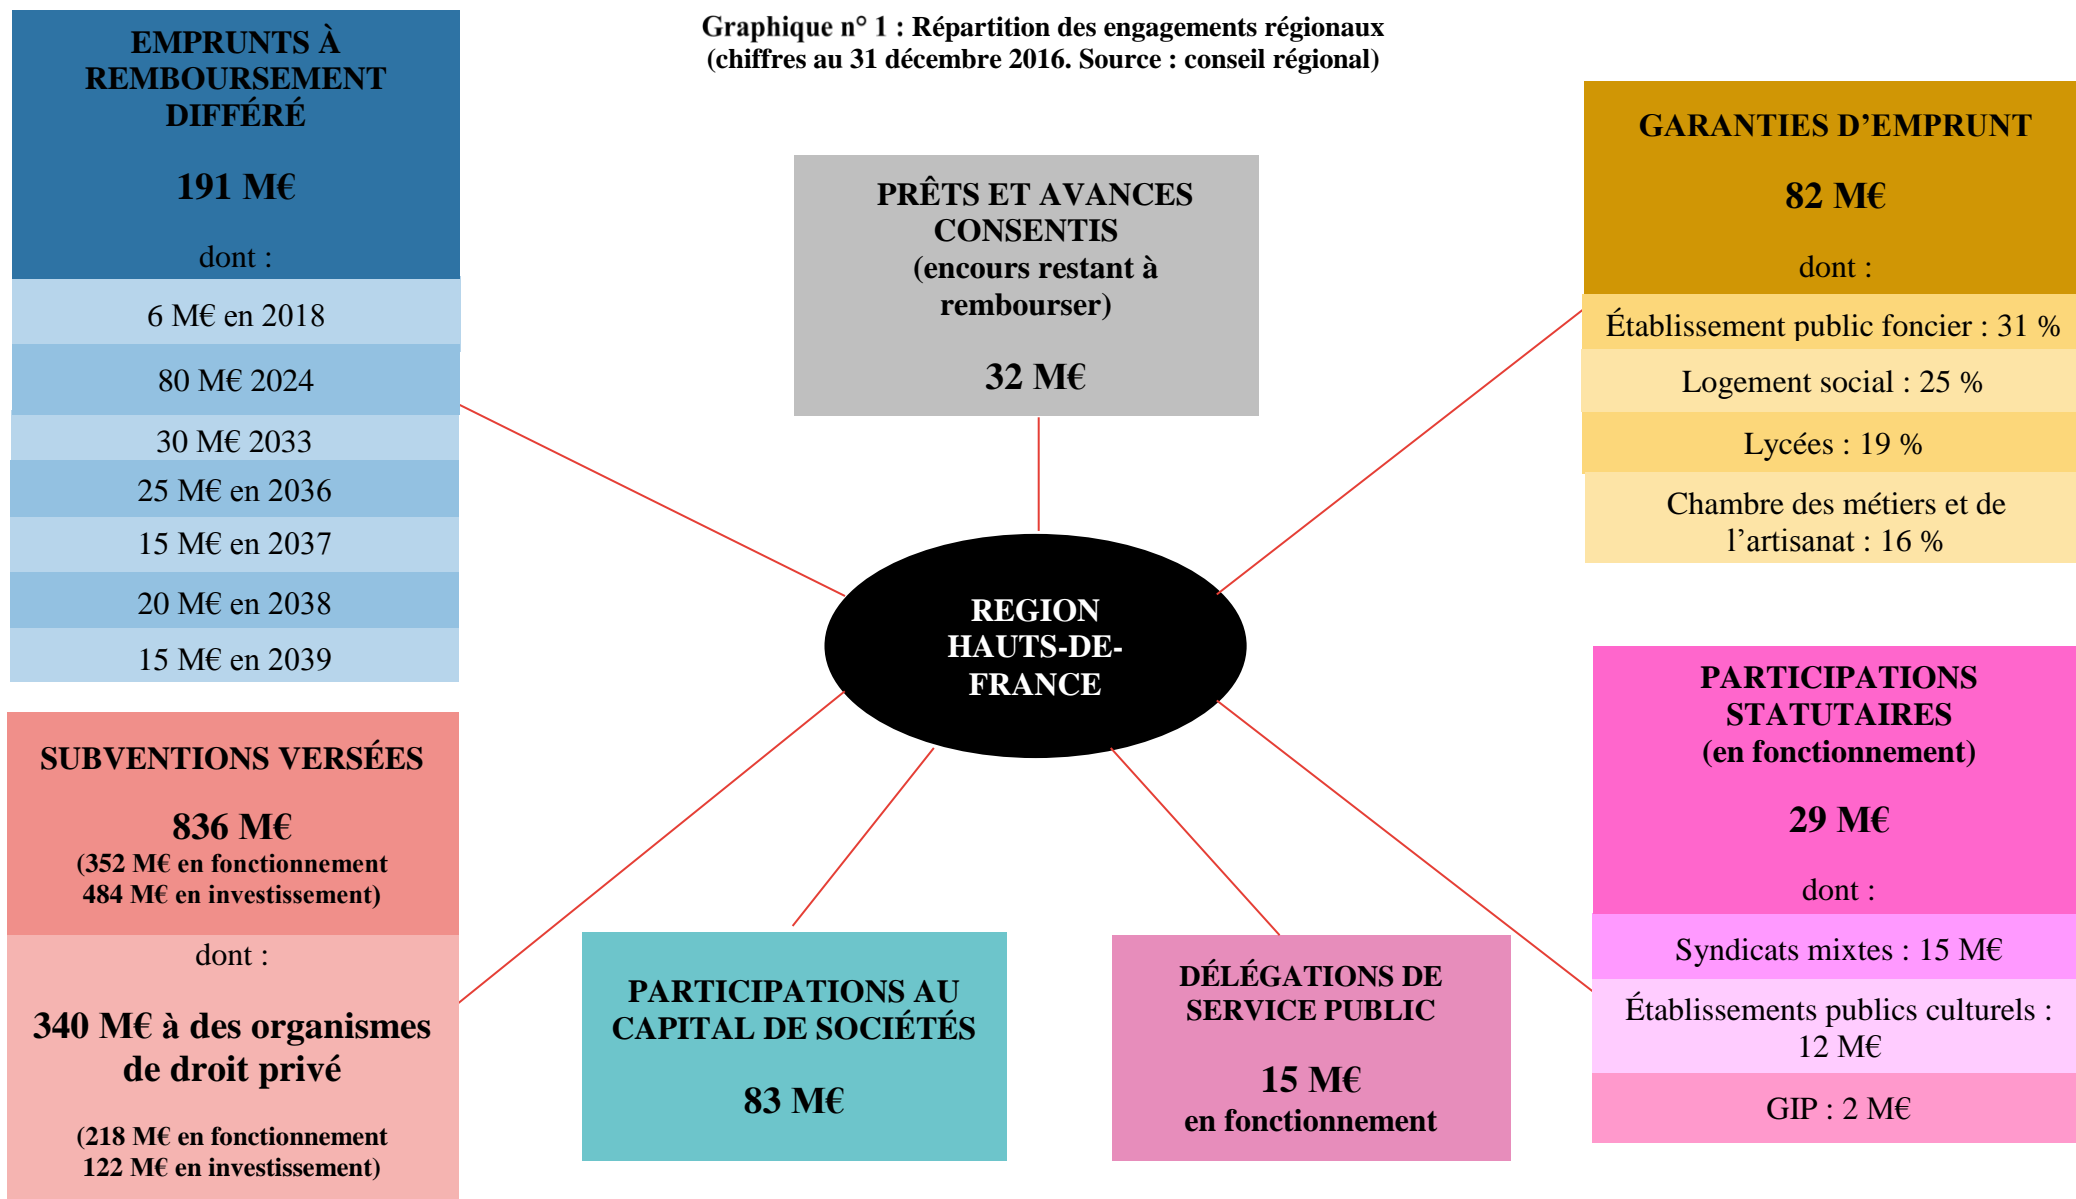 Graphique n° 1 : Répartition des engagements régionaux
(chiffres au 31 décembre 2016. Source : conseil régional)
EMPRUNTS À
REMBOURSEMENT
DIFFÉRÉ
191 M€
dont :
6 M€ en 2018
80 M€ 2024
30 M€ 2033
25 M€ en 2036
15 M€ en 2037
20 M€ en 2038
15 M€ en 2039
PRÊTS ET AVANCES
CONSENTIS
(encours restant à
rembourser)
32 M€
GARANTIES D’EMPRUNT
82 M€
dont :
Établissement public foncier : 31 %
Logement social : 25 %
Lycées : 19 %
Chambre des métiers et de
l’artisanat : 16 %
REGION
HAUTS-DE-
FRANCE
SUBVENTIONS VERSÉES
836 M€
(352 M€ en fonctionnement
484 M€ en investissement)
dont :
340 M€ à des organismes
de droit privé
(218 M€ en fonctionnement
122 M€ en investissement)
PARTICIPATIONS AU
CAPITAL DE SOCIÉTÉS
83 M€
DÉLÉGATIONS DE
SERVICE PUBLIC
15 M€
en fonctionnement
PARTICIPATIONS
STATUTAIRES
(en fonctionnement)
29 M€
dont :
Syndicats mixtes : 15 M€
Établissements publics culturels :
12 M€
GIP : 2 M€